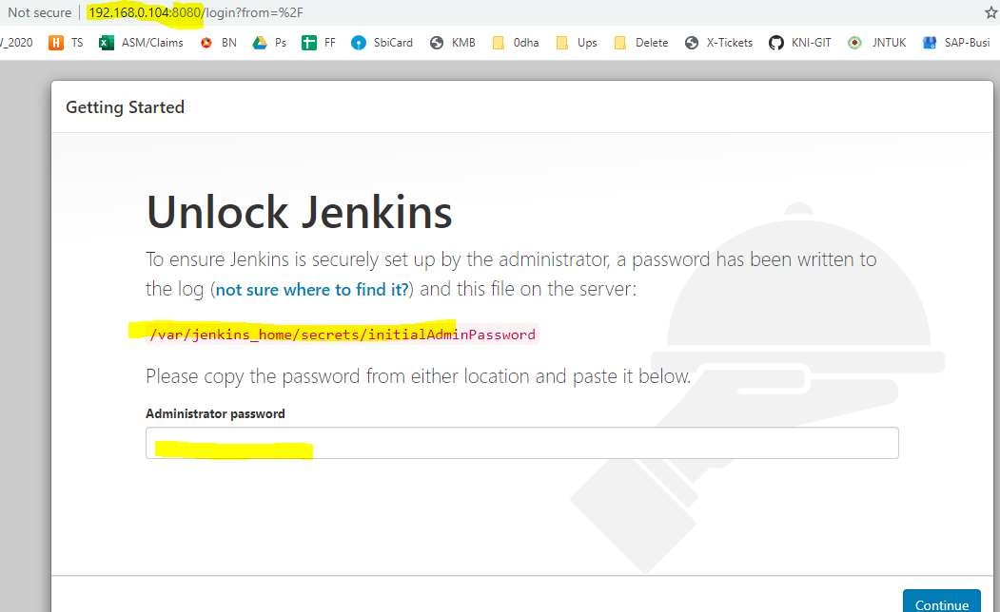 Not secure | 192.168.0.104:8080/login?from=%2F
/_2020 H TS ASM/Claims BN Ps FF SbiCard KMB 0dha Ups Delete X-Tickets KNI-GIT JNTUK SAP-Busi
Getting Started
Unlock Jenkins
To ensure Jenkins is securely set up by the administrator, a password has been written to
the log (not sure where to find it?) and this file on the server:
/var/jenkins_home/secrets/initialAdminPassword
Please copy the password from either location and paste it below.
Administrator password
Continue